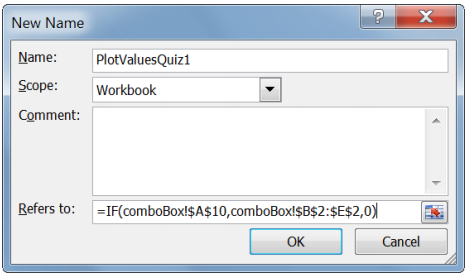 New Name
Name: PlotValuesQuiz1
Scope: Workbook
Comment:
Refers to: =IF(comboBox!$A$10,comboBox!$B$2:$E$2,0)
OK Cancel